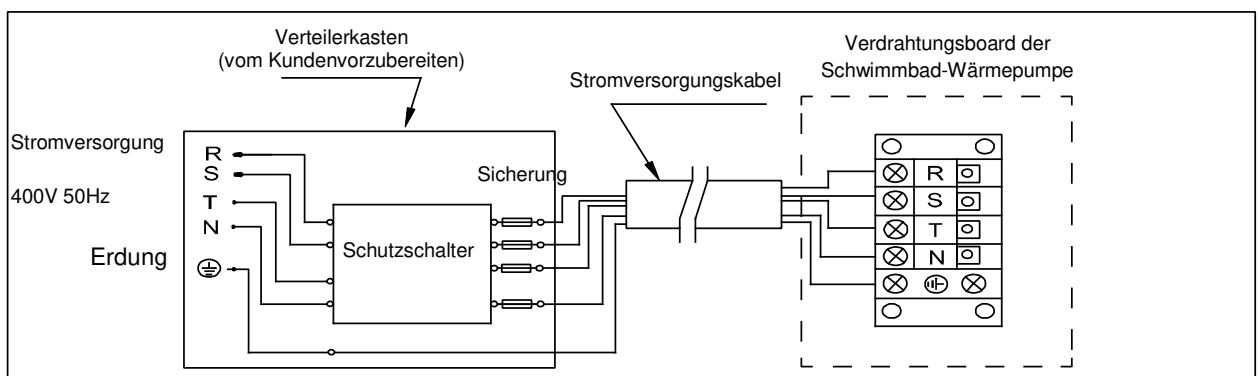 Verteilerkasten
(vom Kundenvorzubereiten)
Stromversorgungskabel
Verdrahtungsboard der
Schwimmbad-Wärmepumpe
Stromversorgung
400V 50Hz
Erdung
R
S
T
N
Schutzschalter
Sicherung
R
S
T
N